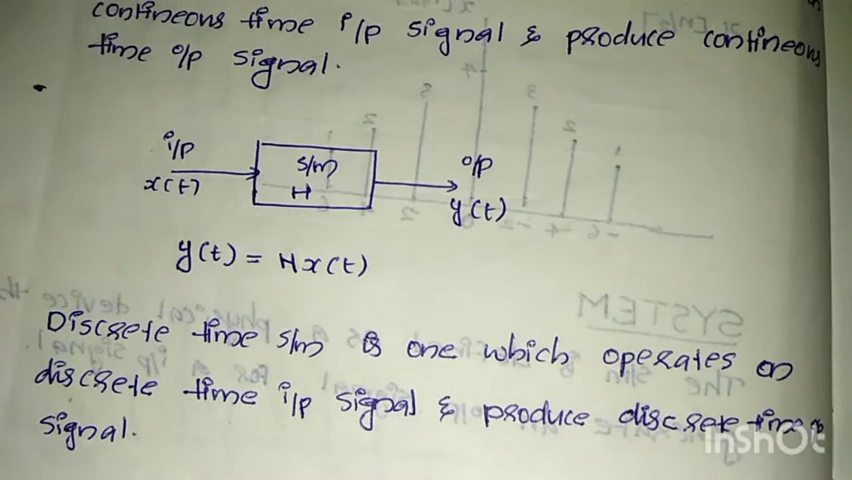 contineous time i/p signal & produce contineous
time o/p signal.
i/p
x(t)
s/m
H
o/p
y(t)
y(t) = Hx(t)
Discrete time s/m is one which operates on
discrete time i/p signal & produce discrete time
signal.
InShOt